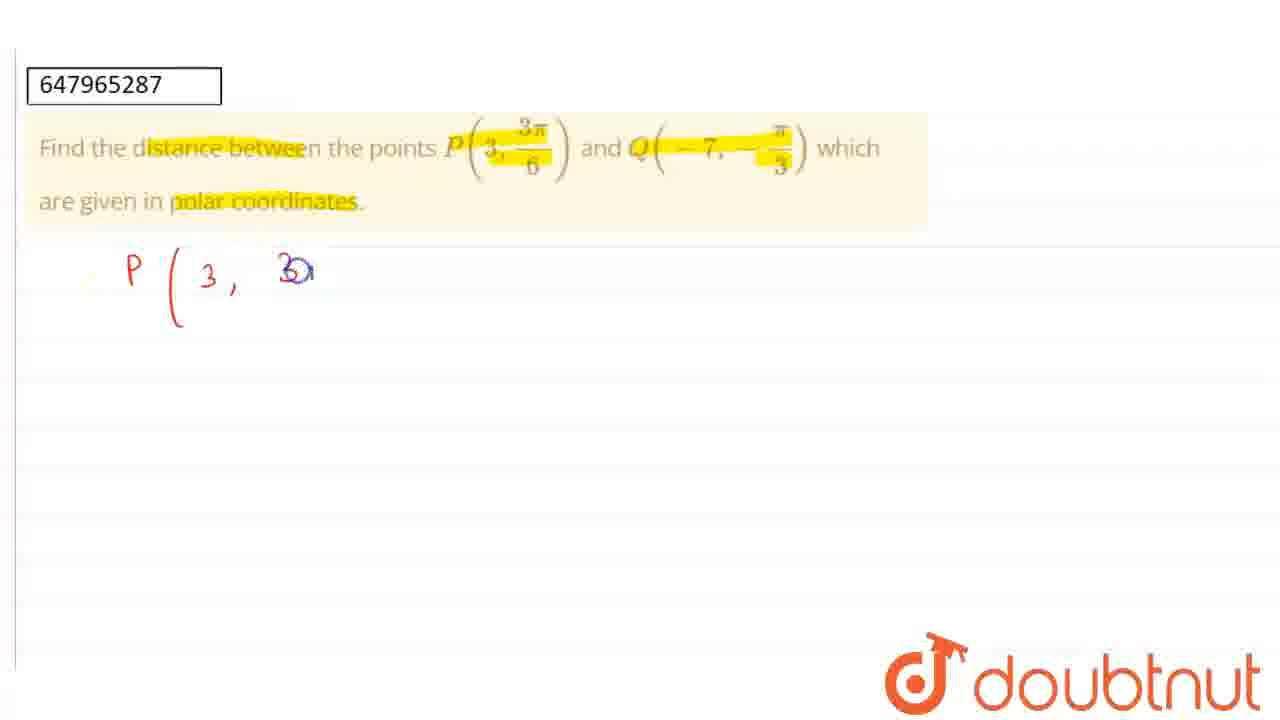 647965287
Find the distance between the points P(3, 3π/6) and Q(−7, −π/3) which
are given in polar coordinates.
P ( 3 , 3
doubtnut